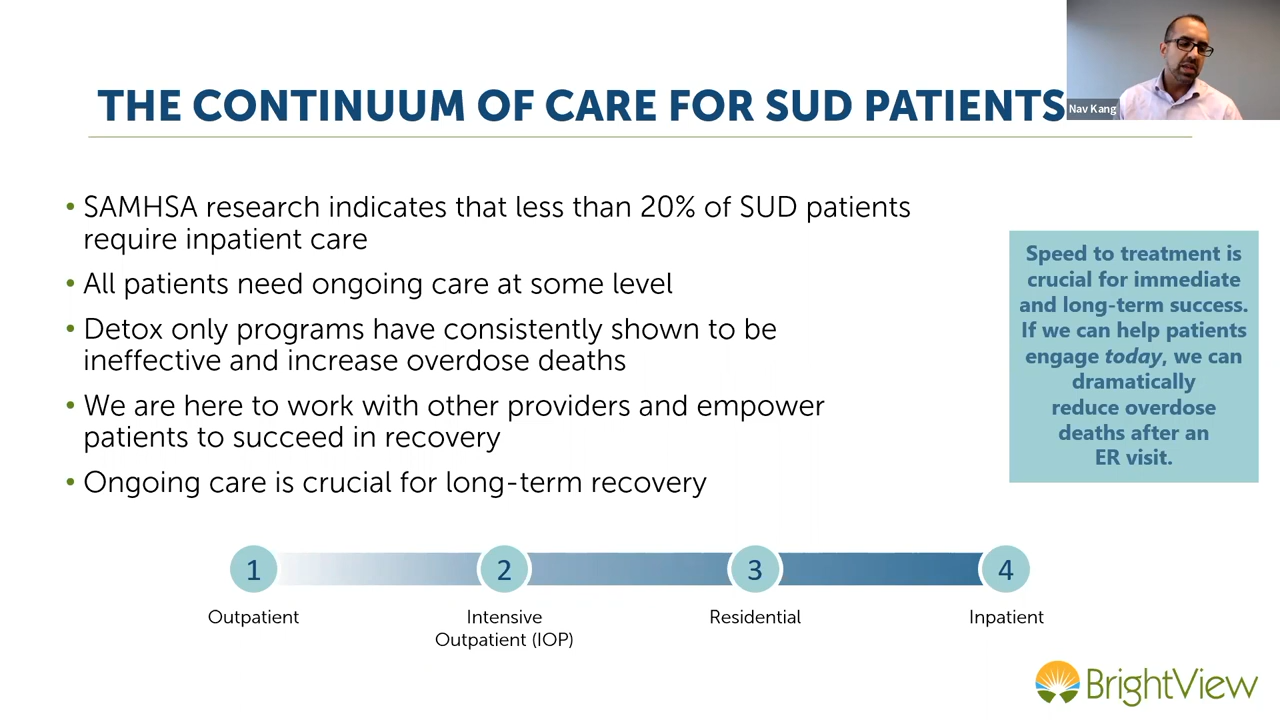 THE CONTINUUM OF CARE FOR SUD PATIENTS
Nav Kang
• SAMHSA research indicates that less than 20% of SUD patients
require inpatient care
• All patients need ongoing care at some level
• Detox only programs have consistently shown to be
ineffective and increase overdose deaths
• We are here to work with other providers and empower
patients to succeed in recovery
• Ongoing care is crucial for long-term recovery
Speed to treatment is
crucial for immediate
and long-term success.
If we can help patients
engage today, we can
dramatically
reduce overdose
deaths after an
ER visit.
1
2
3
4
Outpatient
Intensive
Outpatient (IOP)
Residential
Inpatient
BrightView